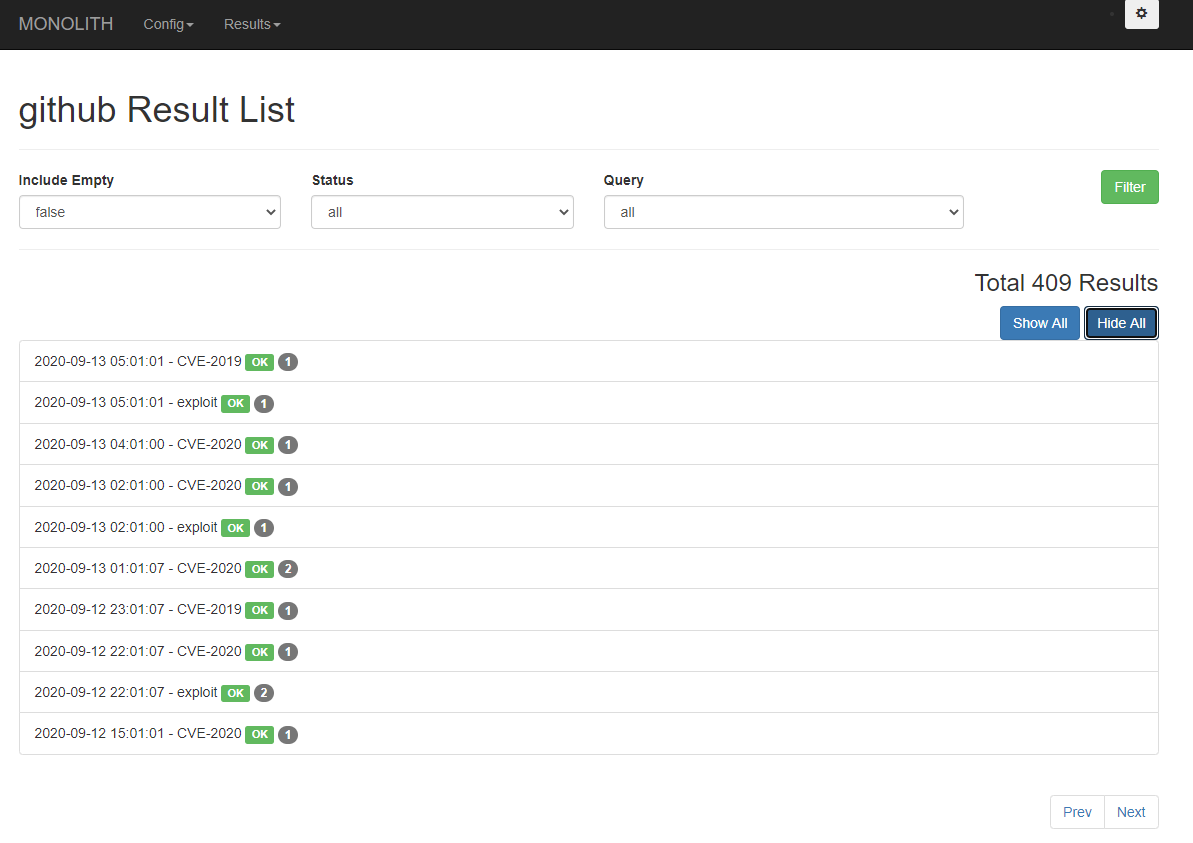 MONOLITH Config Results
github Result List
Include Empty Status Query
false all all Filter
Total 409 Results
Show All Hide All
2020-09-13 05:01:01 - CVE-2019 OK 1
2020-09-13 05:01:01 - exploit OK 1
2020-09-13 04:01:00 - CVE-2020 OK 1
2020-09-13 02:01:00 - CVE-2020 OK 1
2020-09-13 02:01:00 - exploit OK 1
2020-09-13 01:01:07 - CVE-2020 OK 2
2020-09-12 23:01:07 - CVE-2019 OK 1
2020-09-12 22:01:07 - CVE-2020 OK 1
2020-09-12 22:01:07 - exploit OK 2
2020-09-12 15:01:01 - CVE-2020 OK 1
Prev Next